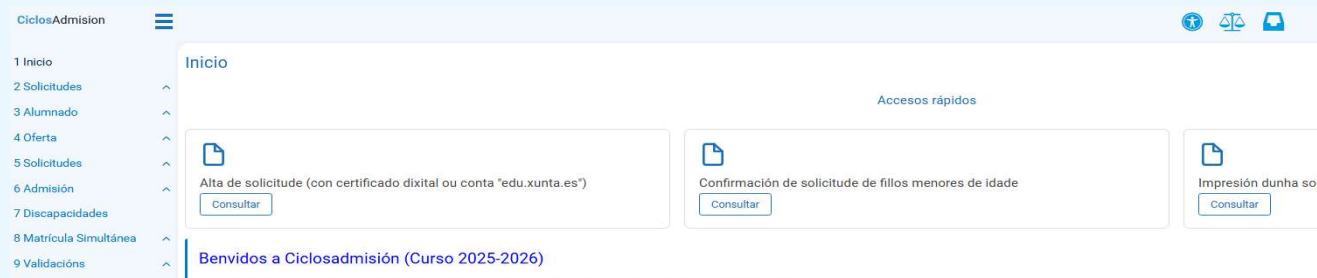 CiclosAdmision
1 Inicio
2 Solicitudes
3 Alumnado
4 Oferta
5 Solicitudes
6 Admisión
7 Discapacidades
8 Matrícula Simultánea
9 Validacións
Inicio
Accesos rápidos
Alta de solicitude (con certificado dixital ou conta "edu.xunta.es")
Consultar
Confirmación de solicitude de fillos menores de idade
Consultar
Impresión dunha so
Consultar
Benvidos a Ciclosadmisión (Curso 2025-2026)